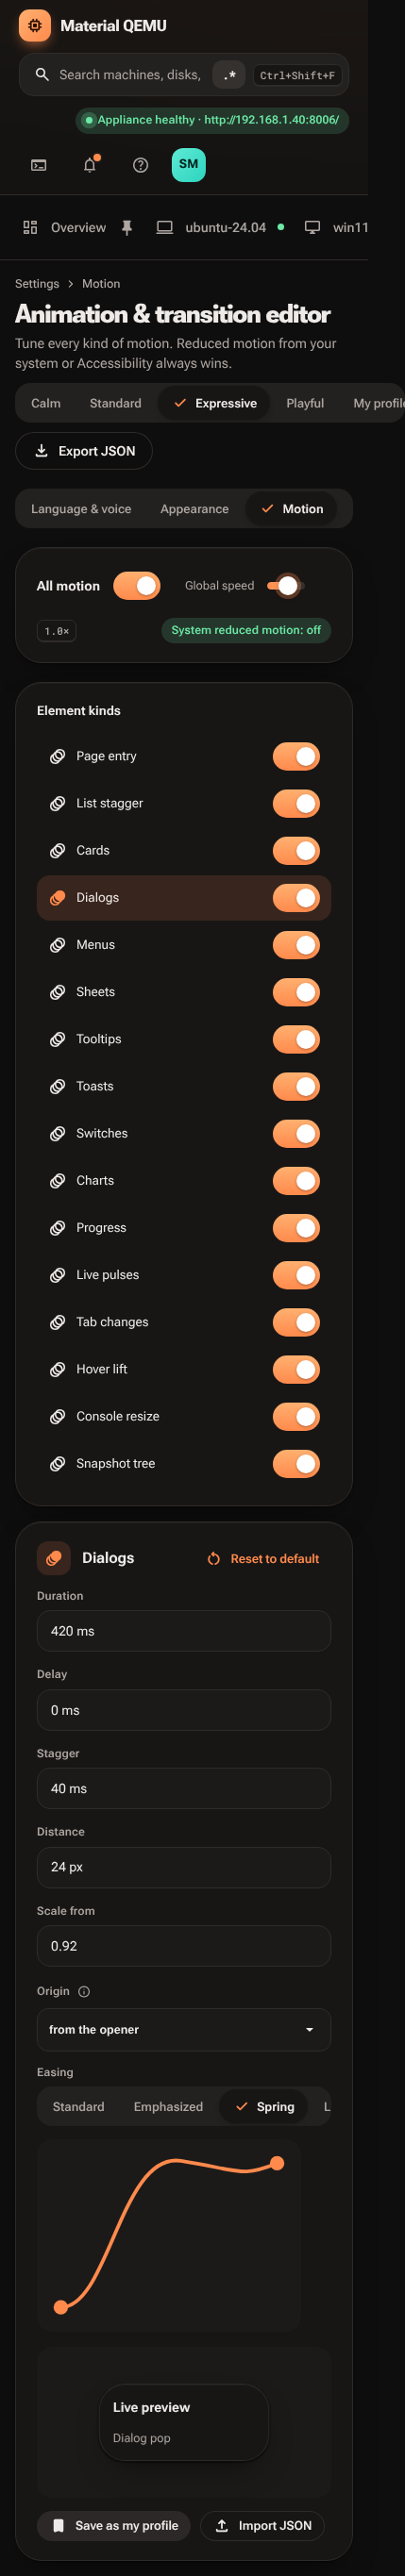 Material QEMU
Search machines, disks,
.*
Ctrl+Shift+F
Appliance healthy · http://192.168.1.40:8006/
SM
Overview
ubuntu-24.04
win11
Settings
Motion
Animation & transition editor
Tune every kind of motion. Reduced motion from your
system or Accessibility always wins.
Calm
Standard
Expressive
Playful
My profile
Export JSON
Language & voice
Appearance
Motion
All motion
Global speed
1.0×
System reduced motion: off
Element kinds
Page entry
List stagger
Cards
Dialogs
Menus
Sheets
Tooltips
Toasts
Switches
Charts
Progress
Live pulses
Tab changes
Hover lift
Console resize
Snapshot tree
Dialogs
Reset to default
Duration
420 ms
Delay
0 ms
Stagger
40 ms
Distance
24 px
Scale from
0.92
Origin
from the opener
Easing
Standard
Emphasized
Spring
L
Live preview
Dialog pop
Save as my profile
Import JSON